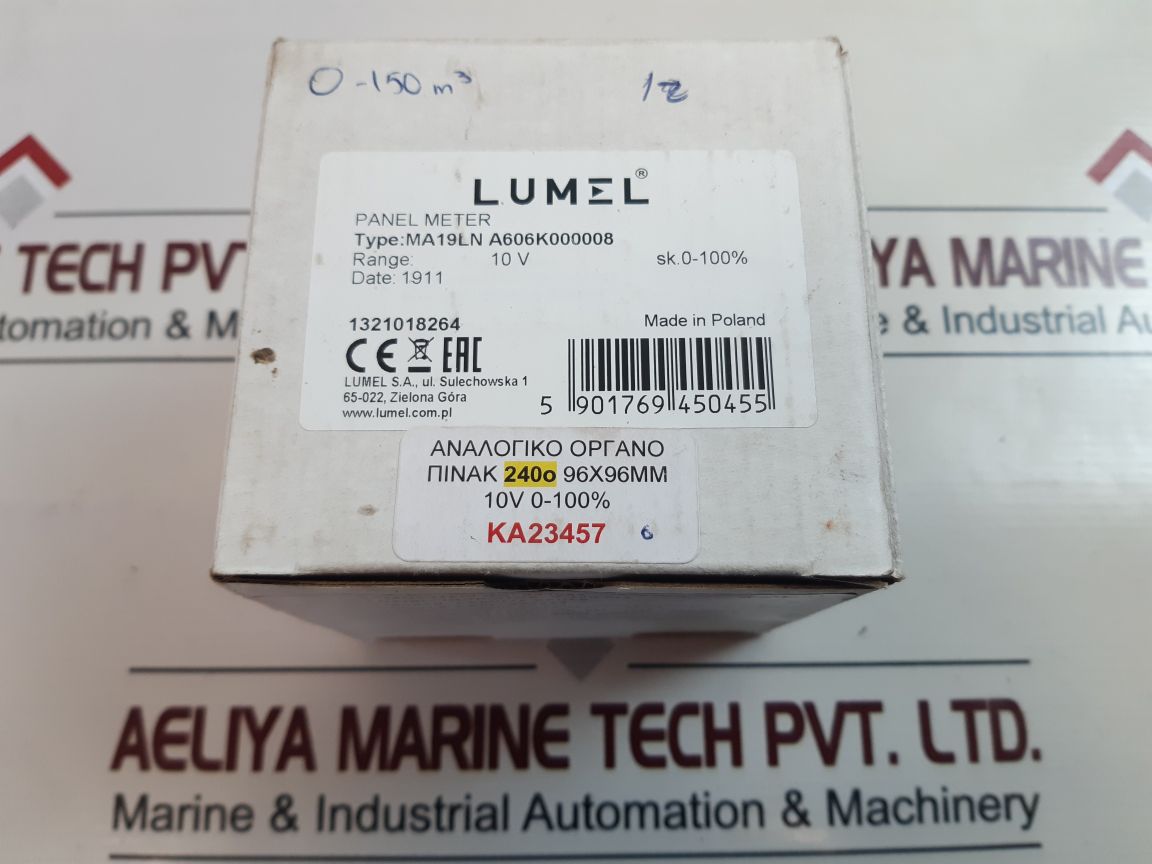 O-150 m³
LUMEL®
PANEL METER
Type:MA19LN A606K000008
Range: 10 V sk.0-100%
Date: 1911
1321018264 Made in Poland
CE EAC
LUMEL S.A., ul. Sulechowska 1
65-022, Zielona Góra
www.lumel.com.pl
5 901769 450455
ΑΝΑΛΟΓΙΚΟ ΟΡΓΑΝΟ
ΠΙΝΑΚ 240ο 96X96MM
10V 0-100%
KA23457 6
TECH PVT
tomation & M
YA MARINE
& Industrial Au
AELIYA MARINE TECH PVT. LTD.
Marine & Industrial Automation & Machinery